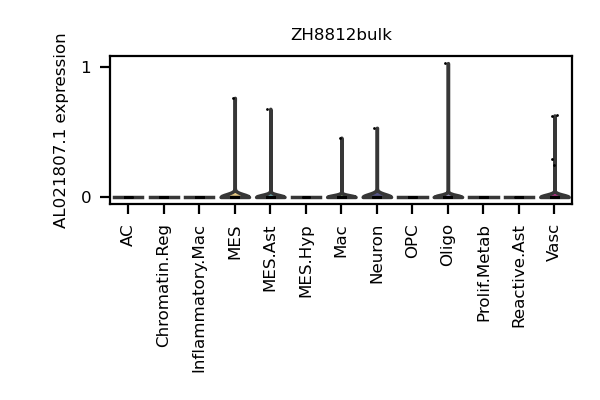 ZH8812bulk
AL021807.1 expression
1
0
AC
Chromatin.Reg
Inflammatory.Mac
MES
MES.Ast
MES.Hyp
Mac
Neuron
OPC
Oligo
Prolif.Metab
Reactive.Ast
Vasc